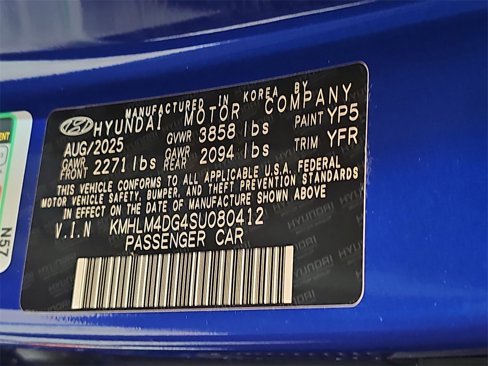 MANUFACTURED IN KOREA BY
HYUNDAI MOTOR COMPANY
AUG/2025 GVWR 3858 lbs PAINT YP5
GAWR FRONT 2271 lbs GAWR REAR 2094 lbs TRIM YFR
THIS VEHICLE CONFORMS TO ALL APPLICABLE U.S.A. FEDERAL
MOTOR VEHICLE SAFETY, BUMPER, AND THEFT PREVENTION STANDARDS
IN EFFECT ON THE DATE OF MANUFACTURE SHOWN ABOVE
V.I.N KMHLM4DG4SU080412
PASSENGER CAR
N57